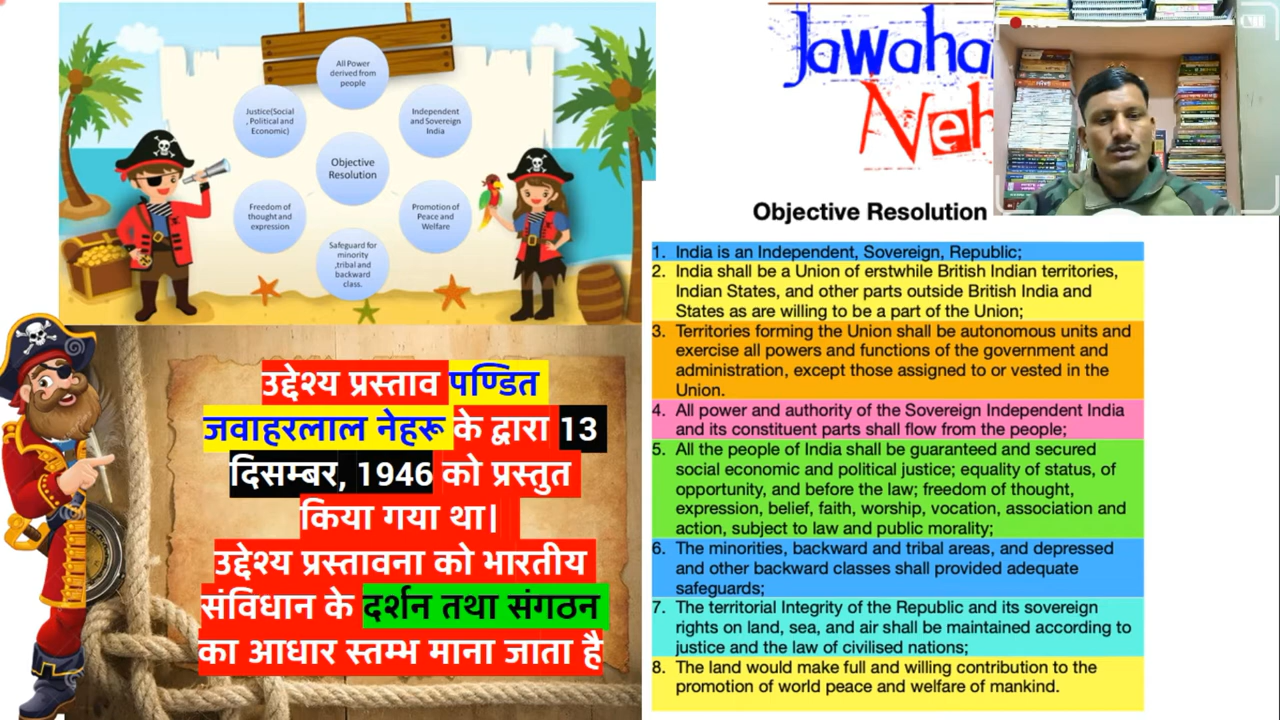 All Power
derived from
people
Justice(Social
, Political and
Economic)
Independent
and Sovereign
India
Objective
Resolution
Freedom of
thought and
expression
Promotion of
Peace and
Welfare
Safeguard for
minority
,tribal and
backward
class.
उद्देश्य प्रस्ताव पण्डित
जवाहरलाल नेहरू के द्वारा 13
दिसम्बर, 1946 को प्रस्तुत
किया गया था।
उद्देश्य प्रस्तावना को भारतीय
संविधान के दर्शन तथा संगठन
का आधार स्तम्भ माना जाता है
Jawaha
Neh
Objective Resolution
1. India is an Independent, Sovereign, Republic;
2. India shall be a Union of erstwhile British Indian territories,
Indian States, and other parts outside British India and
States as are willing to be a part of the Union;
3. Territories forming the Union shall be autonomous units and
exercise all powers and functions of the government and
administration, except those assigned to or vested in the
Union.
4. All power and authority of the Sovereign Independent India
and its constituent parts shall flow from the people;
5. All the people of India shall be guaranteed and secured
social economic and political justice; equality of status, of
opportunity, and before the law; freedom of thought,
expression, belief, faith, worship, vocation, association and
action, subject to law and public morality;
6. The minorities, backward and tribal areas, and depressed
and other backward classes shall provided adequate
safeguards;
7. The territorial Integrity of the Republic and its sovereign
rights on land, sea, and air shall be maintained according to
justice and the law of civilised nations;
8. The land would make full and willing contribution to the
promotion of world peace and welfare of mankind.